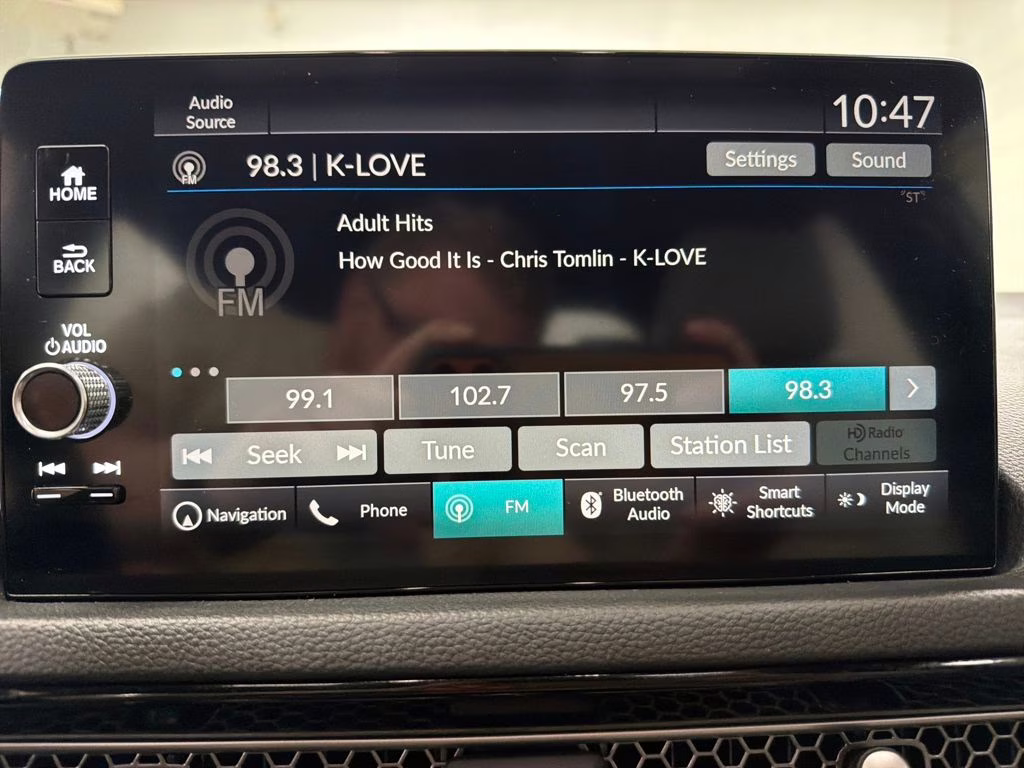 Audio
Source
10:47
FM
98.3 | K-LOVE
Settings
Sound
HOME
"ST"
Adult Hits
BACK
How Good It Is - Chris Tomlin - K-LOVE
FM
VOL
AUDIO
99.1
102.7
97.5
98.3
Seek
Tune
Scan
Station List
HD Radio
Channels
Navigation
Phone
FM
Bluetooth
Audio
Smart
Shortcuts
Display
Mode